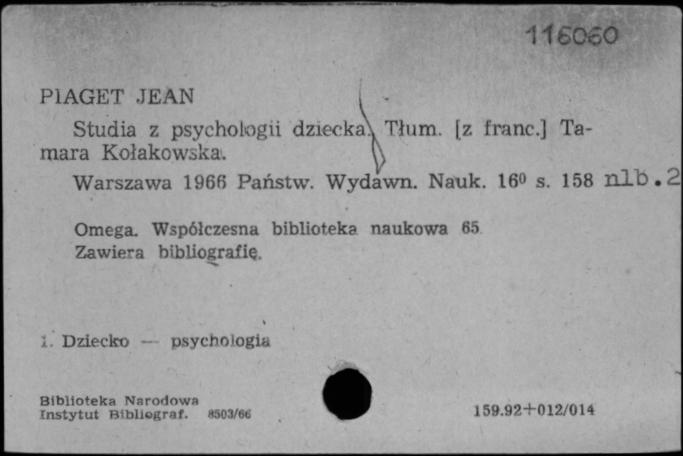 116060
PIAGET JEAN
Studia z psychologii dziecka. Tłum. [z franc.] Ta-
mara Kołakowska.
Warszawa 1966 Państw. Wydawn. Nauk. 16⁰ s. 158 nlb.2
Omega. Współczesna biblioteka naukowa 65
Zawiera bibliografię.
1. Dziecko — psychologia
Biblioteka Narodowa
Instytut Bibliograf. 8503/66
159.92+012/014